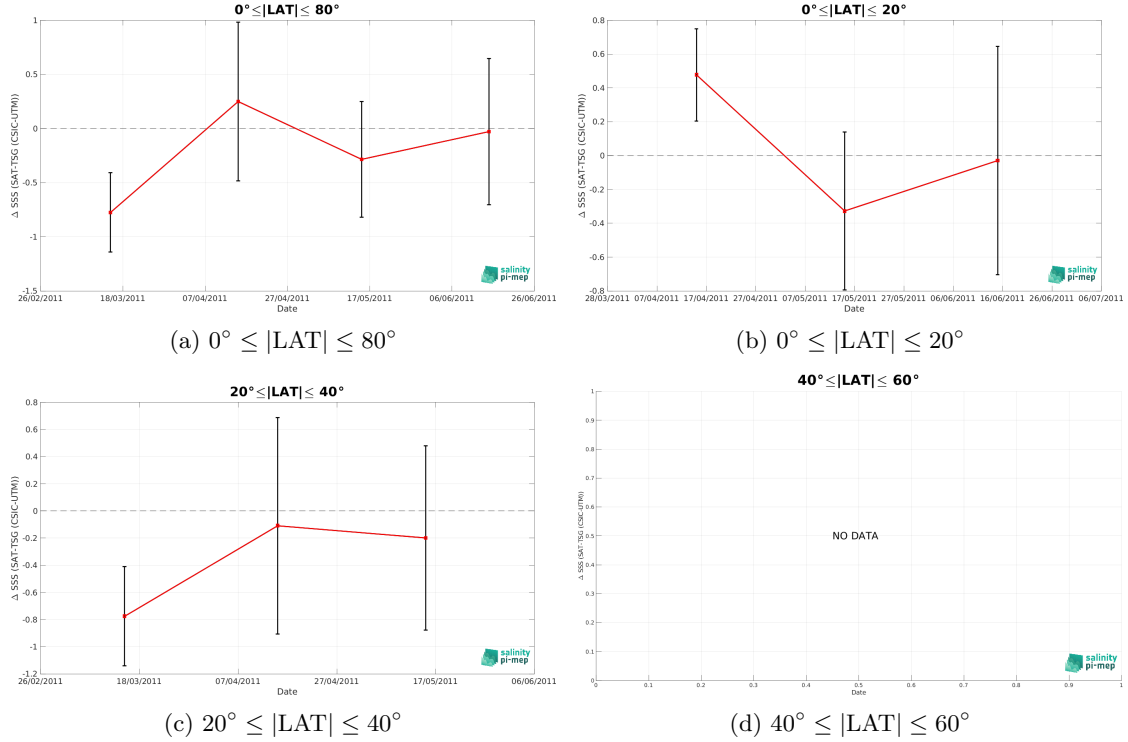 0°≤|LAT|≤ 80°
Δ SSS (SAT-TSG (CSIC-UTM))
1
0.5
0
-0.5
-1
-1.5
26/02/2011 18/03/2011 07/04/2011 27/04/2011 17/05/2011 06/06/2011 26/06/2011
Date
salinity
pi-mep
(a) 0° ≤ |LAT| ≤ 80°
0°≤|LAT|≤ 20°
Δ SSS (SAT-TSG (CSIC-UTM))
0.8
0.6
0.4
0.2
0
-0.2
-0.4
-0.6
-0.8
28/03/2011 07/04/2011 17/04/2011 27/04/2011 07/05/2011 17/05/2011 27/05/2011 06/06/2011 16/06/2011 26/06/2011 06/07/2011
Date
salinity
pi-mep
(b) 0° ≤ |LAT| ≤ 20°
20°≤|LAT|≤ 40°
Δ SSS (SAT-TSG (CSIC-UTM))
0.8
0.6
0.4
0.2
0
-0.2
-0.4
-0.6
-0.8
-1
-1.2
26/02/2011 18/03/2011 07/04/2011 27/04/2011 17/05/2011 06/06/2011
Date
salinity
pi-mep
(c) 20° ≤ |LAT| ≤ 40°
40°≤|LAT|≤ 60°
Δ SSS (SAT-TSG (CSIC-UTM))
1
0.9
0.8
0.7
0.6
0.5
0.4
0.3
0.2
0.1
0
NO DATA
0 0.1 0.2 0.3 0.4 0.5 0.6 0.7 0.8 0.9 1
Date
salinity
pi-mep
(d) 40° ≤ |LAT| ≤ 60°